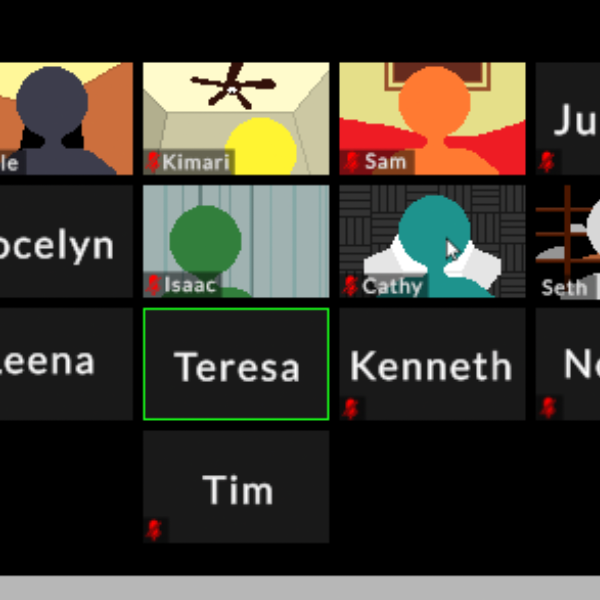 le
Kimari
Sam
Ju
ocelyn
Isaac
Cathy
Seth
eena
Teresa
Kenneth
Tim